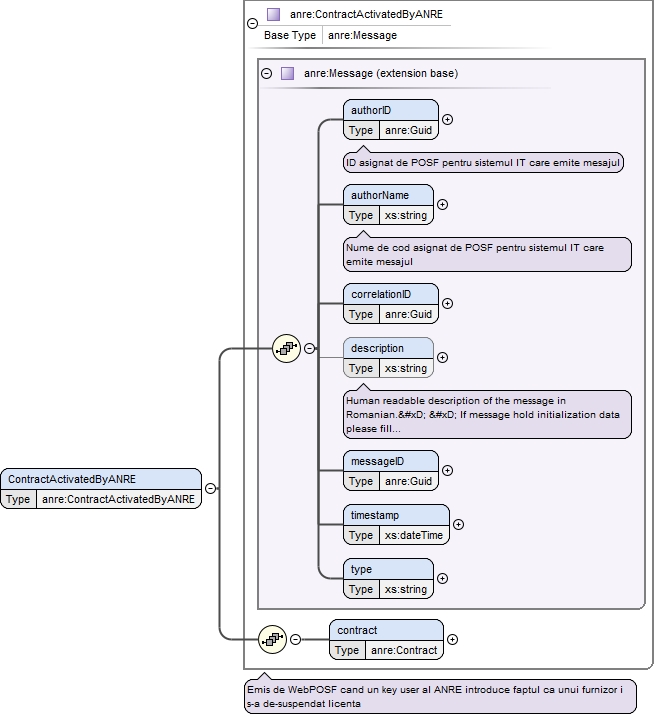 anre:ContractActivatedByANRE
Base Type anre:Message
anre:Message (extension base)
authorID
Type anre:Guid
ID asignat de POSF pentru sistemul IT care emite mesajul
authorName
Type xs:string
Nume de cod asignat de POSF pentru sistemul IT care
emite mesajul
correlationID
Type anre:Guid
description
Type xs:string
Human readable description of the message in
Romanian.&#xD; &#xD; If message hold initialization data
please fill...
messageID
Type anre:Guid
timestamp
Type xs:dateTime
type
Type xs:string
ContractActivatedByANRE
Type anre:ContractActivatedByANRE
contract
Type anre:Contract
Emis de WebPOSF cand un key user al ANRE introduce faptul ca unui furnizor i
s-a de-suspendat licenta